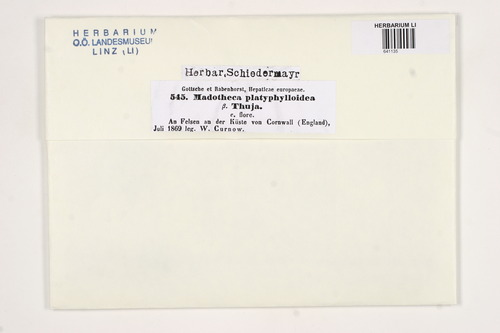 HERBARIUM
O.Ö. LANDESMUSEUM
LINZ (LI)
HERBARIUM LI
641135
Herbar, Schiedermayr
Gottsche et Rabenhorst, Hepaticae europaeae.
545. Madotheca platyphylloidea
β. Thuja.
c. flore.
An Felsen an der Küste von Cornwall (England),
Juli 1869 leg. W. Curnow.